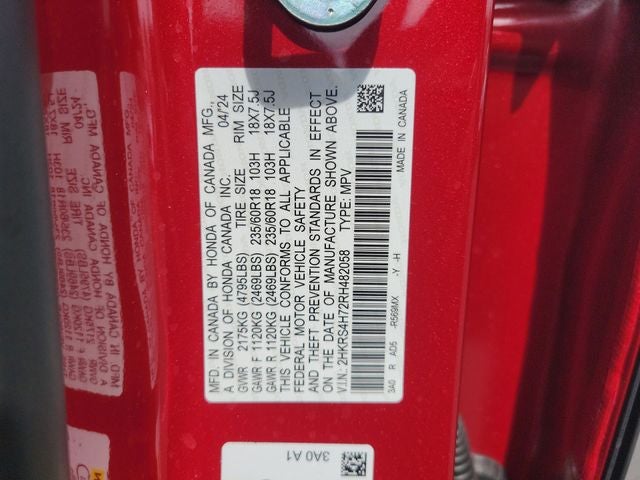 MFD. IN CANADA BY HONDA OF CANADA MFG.,
A DIVISION OF HONDA CANADA INC. 04/24
GVWR 2175KG (4795LBS) TIRE SIZE RIM SIZE
GAWR F 1120KG (2469LBS) 235/60R18 103H 18X7.5J
GAWR R 1120KG (2469LBS) 235/60R18 103H 18X7.5J
THIS VEHICLE CONFORMS TO ALL APPLICABLE
FEDERAL MOTOR VEHICLE SAFETY
AND THEFT PREVENTION STANDARDS IN EFFECT
ON THE DATE OF MANUFACTURE SHOWN ABOVE.
V.I.N.: 2HKRS4H72RH482058 TYPE: MPV
3A0 R AD5 -R569MX -Y -H
MADE IN CANADA
3A0 A1